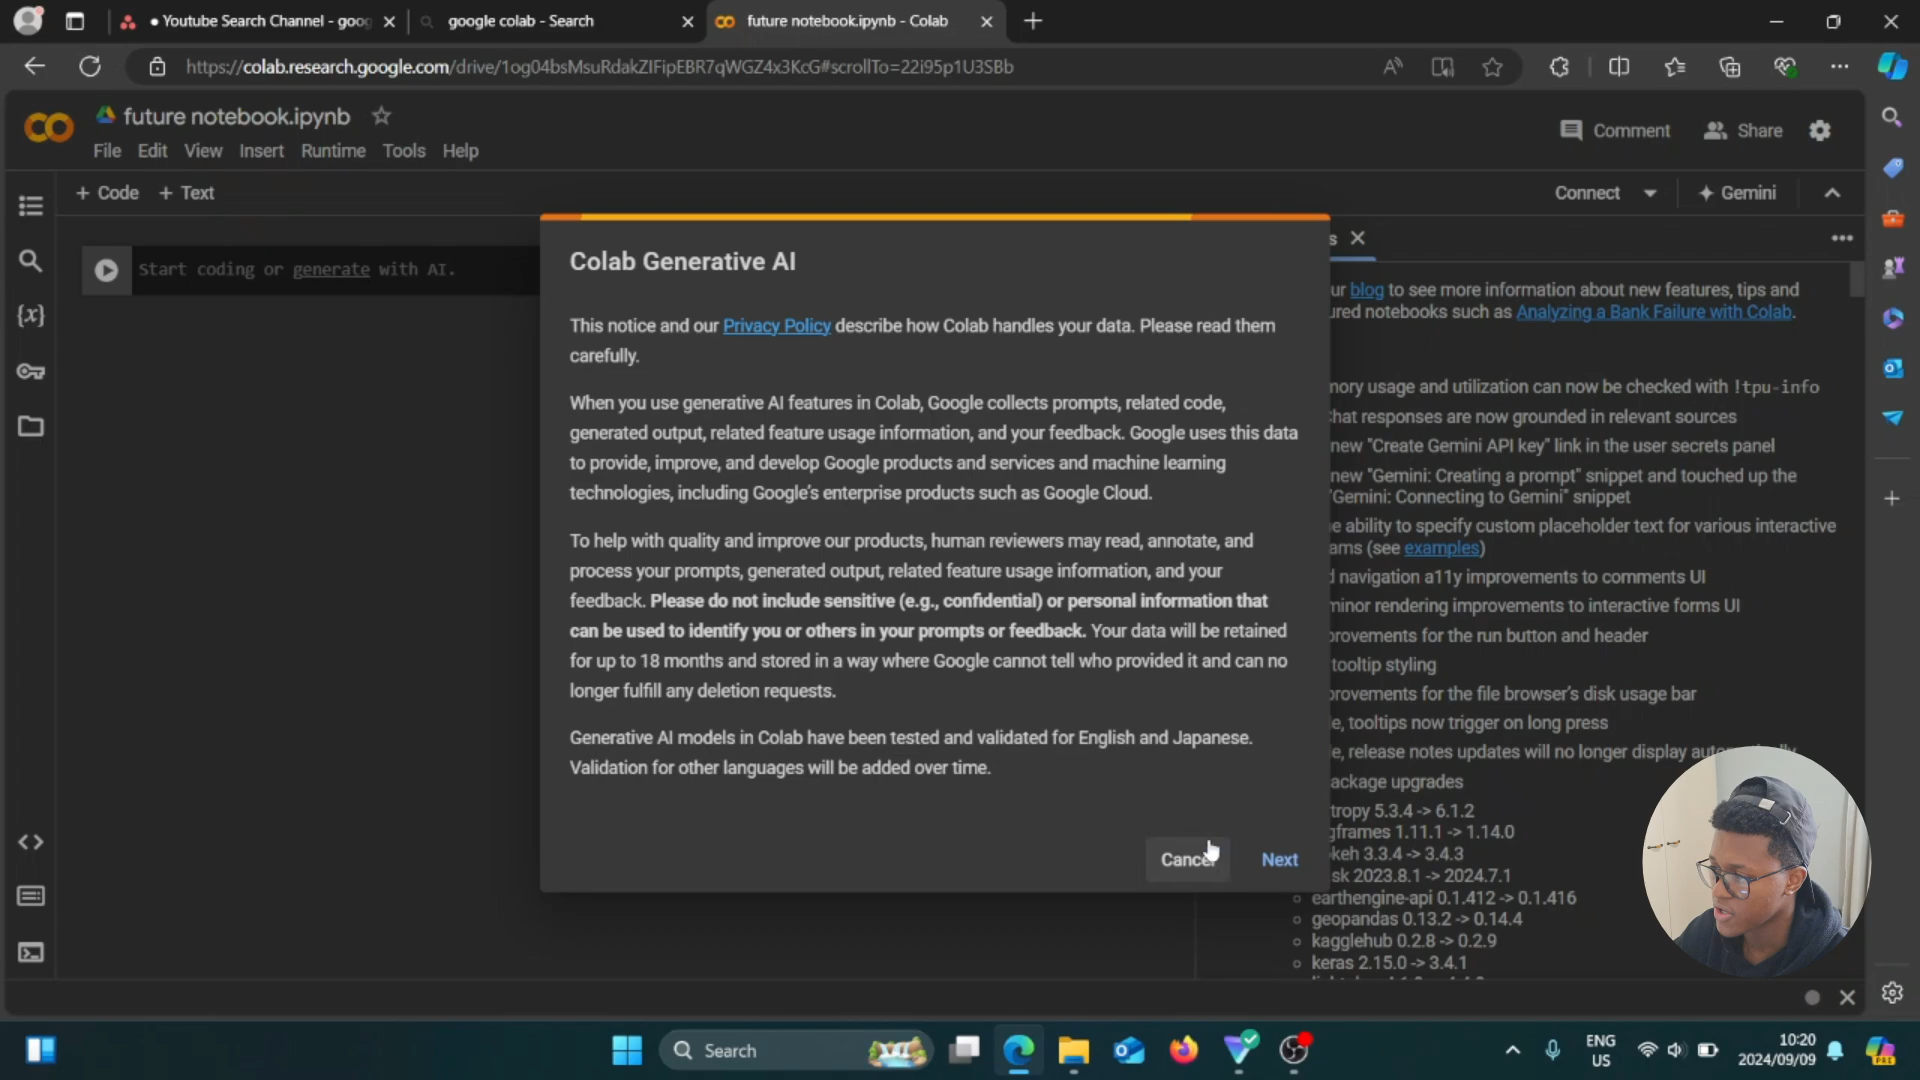 • Youtube Search Channel - goog
google colab - Search
future notebook.ipynb - Colab
https://colab.research.google.com/drive/1og04bsMsuRdakZIFipEBR7qWGZ4x3KcG#scrollTo=22i95p1U3SBb
future notebook.ipynb
File Edit View Insert Runtime Tools Help
Comment
Share
+ Code + Text
Connect
Gemini
Start coding or generate with AI.
Colab Generative AI
This notice and our Privacy Policy describe how Colab handles your data. Please read them
carefully.
When you use generative AI features in Colab, Google collects prompts, related code,
generated output, related feature usage information, and your feedback. Google uses this data
to provide, improve, and develop Google products and services and machine learning
technologies, including Google's enterprise products such as Google Cloud.
To help with quality and improve our products, human reviewers may read, annotate, and
process your prompts, generated output, related feature usage information, and your
feedback. Please do not include sensitive (e.g., confidential) or personal information that
can be used to identify you or others in your prompts or feedback. Your data will be retained
for up to 18 months and stored in a way where Google cannot tell who provided it and can no
longer fulfill any deletion requests.
Generative AI models in Colab have been tested and validated for English and Japanese.
Validation for other languages will be added over time.
Cancel
Next
s
ur blog to see more information about new features, tips and
ured notebooks such as Analyzing a Bank Failure with Colab.
mory usage and utilization can now be checked with !tpu-info
hat responses are now grounded in relevant sources
new "Create Gemini API key" link in the user secrets panel
new "Gemini: Creating a prompt" snippet and touched up the
"Gemini: Connecting to Gemini" snippet
e ability to specify custom placeholder text for various interactive
ams (see examples)
d navigation a11y improvements to comments UI
minor rendering improvements to interactive forms UI
provements for the run button and header
tooltip styling
provements for the file browser's disk usage bar
le, tooltips now trigger on long press
le, release notes updates will no longer display automatically
ackage upgrades
tropy 5.3.4 -> 6.1.2
gframes 1.11.1 -> 1.14.0
keh 3.3.4 -> 3.4.3
sk 2023.8.1 -> 2024.7.1
earthengine-api 0.1.412 -> 0.1.416
geopandas 0.13.2 -> 0.14.4
kagglehub 0.2.8 -> 0.2.9
keras 2.15.0 -> 3.4.1
Search
ENG
US
10:20
2024/09/09